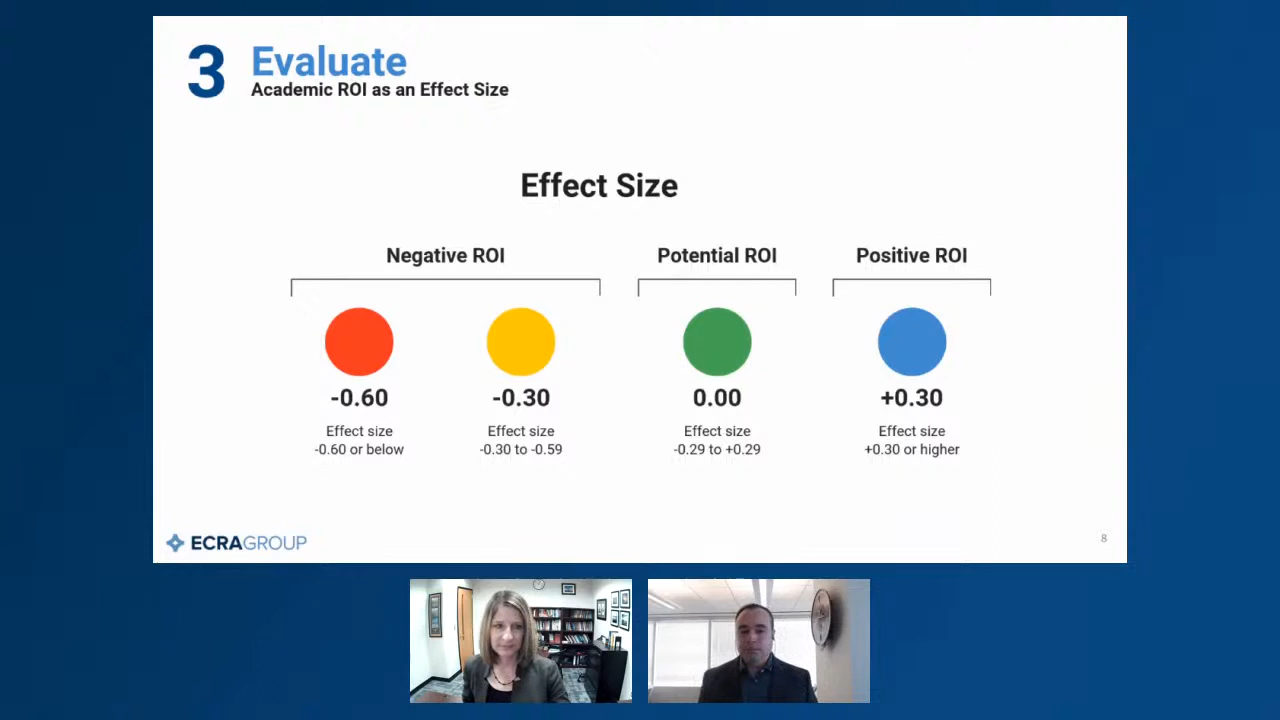 3
Evaluate
Academic ROI as an Effect Size
Effect Size
Negative ROI
Potential ROI
Positive ROI
-0.60
-0.30
0.00
+0.30
Effect size
-0.60 or below
Effect size
-0.30 to -0.59
Effect size
-0.29 to +0.29
Effect size
+0.30 or higher
ECRAGROUP
8